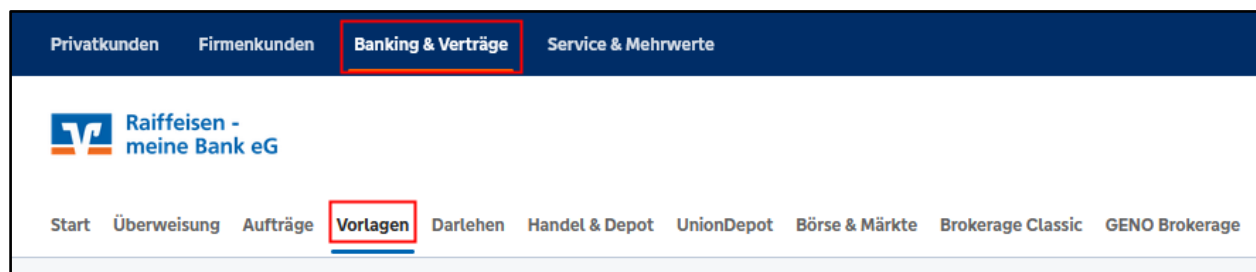 Privatkunden Firmenkunden Banking & Verträge Service & Mehrwerte
Raiffeisen -
meine Bank eG
Start Überweisung Aufträge Vorlagen Darlehen Handel & Depot UnionDepot Börse & Märkte Brokerage Classic GENO Brokerage